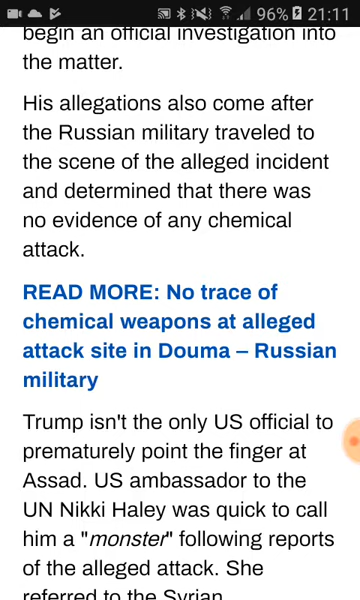 96% 21:11
begin an official investigation into
the matter.
His allegations also come after
the Russian military traveled to
the scene of the alleged incident
and determined that there was
no evidence of any chemical
attack.
READ MORE: No trace of
chemical weapons at alleged
attack site in Douma – Russian
military
Trump isn't the only US official to
prematurely point the finger at
Assad. US ambassador to the
UN Nikki Haley was quick to call
him a "monster" following reports
of the alleged attack. She
referred to the Syrian